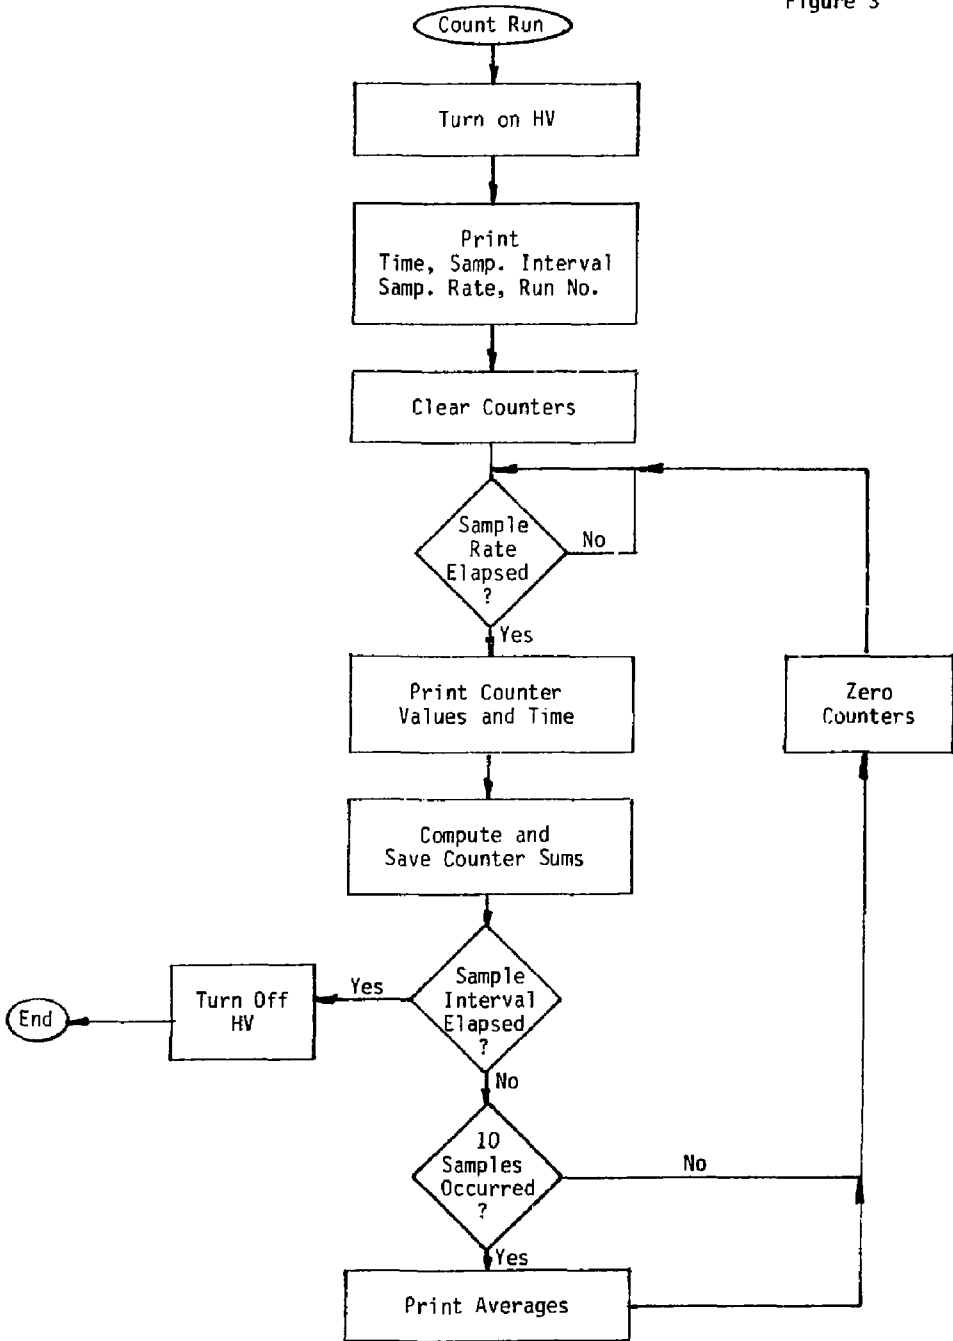 Figure 3
Count Run
Turn on HV
Print
Time, Samp. Interval
Samp. Rate, Run No.
Clear Counters
Sample
Rate
Elapsed
?
No
Yes
Print Counter
Values and Time
Zero
Counters
Compute and
Save Counter Sums
Sample
Interval
Elapsed
?
Yes
Turn Off
HV
End
No
10
Samples
Occurred
?
No
Yes
Print Averages